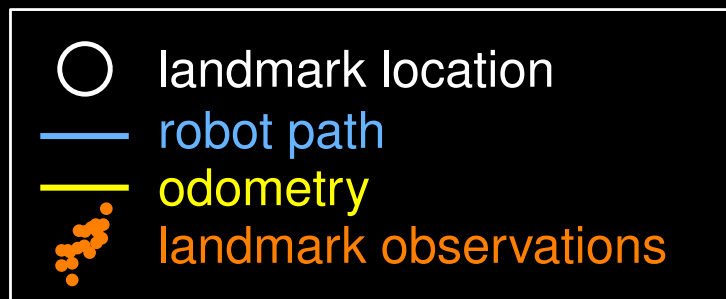 landmark location
robot path
odometry
landmark observations